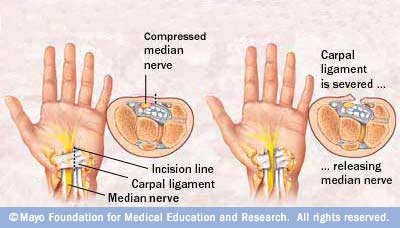 Compressed
median
nerve
Carpal
ligament
is severed ...
Incision line
Carpal ligament
Median nerve
... releasing
median nerve
© Mayo Foundation for Medical Education and Research. All rights reserved.